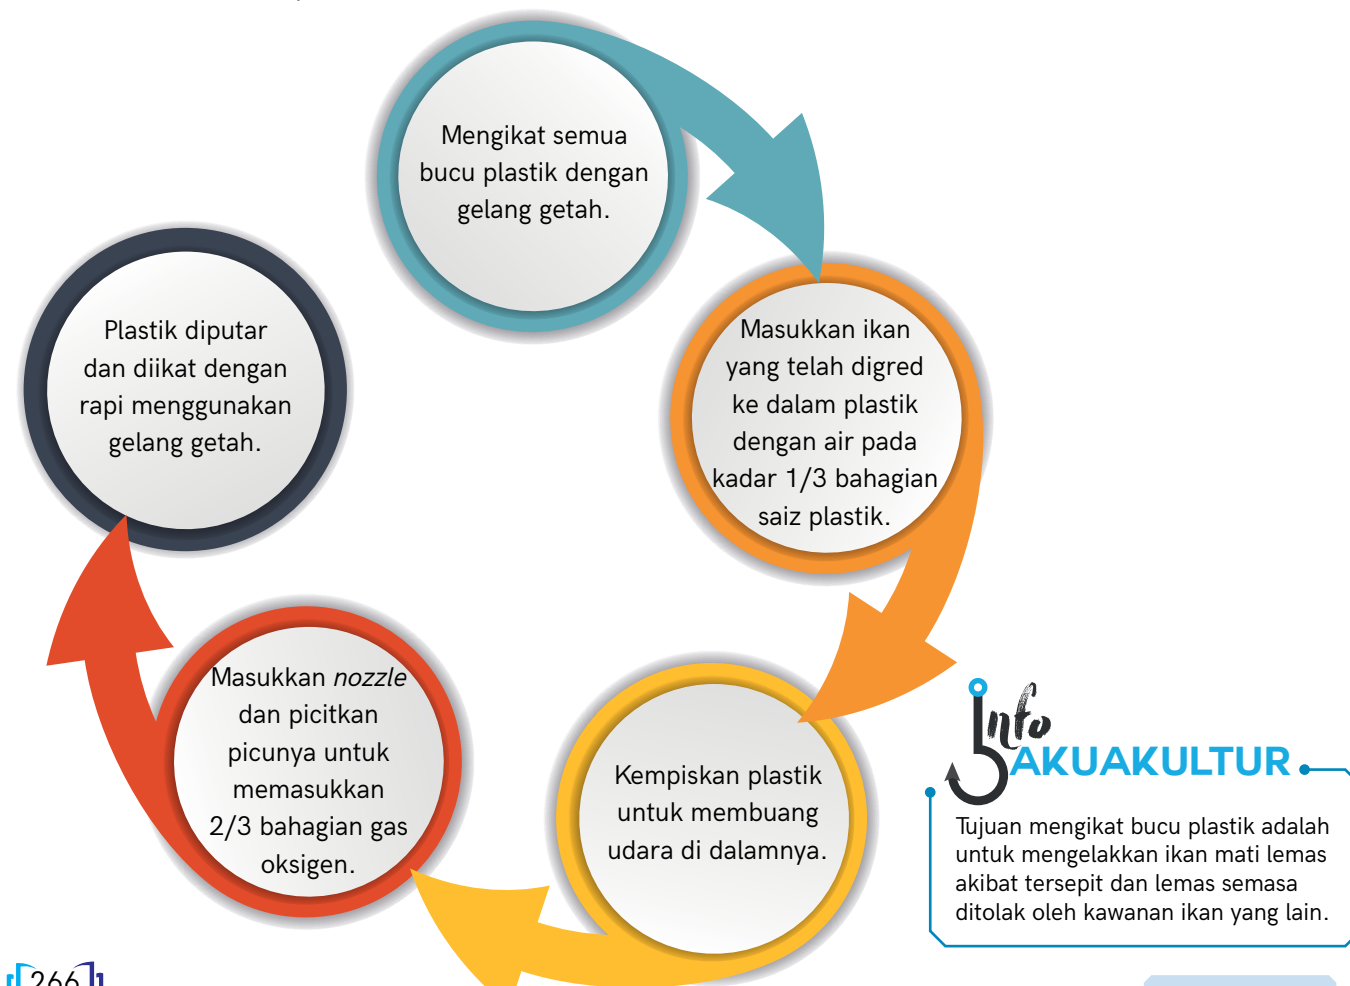 Mengikat semua
bucu plastik dengan
gelang getah.
Masukkan ikan
yang telah digred
ke dalam plastik
dengan air pada
kadar 1/3 bahagian
saiz plastik.
Kempiskan plastik
untuk membuang
udara di dalamnya.
Masukkan nozzle
dan picitkan
picunya untuk
memasukkan
2/3 bahagian gas
oksigen.
Plastik diputar
dan diikat dengan
rapi menggunakan
gelang getah.
Info
AKUAKULTUR
Tujuan mengikat bucu plastik adalah
untuk mengelakkan ikan mati lemas
akibat tersepit dan lemas semasa
ditolak oleh kawanan ikan yang lain.
266